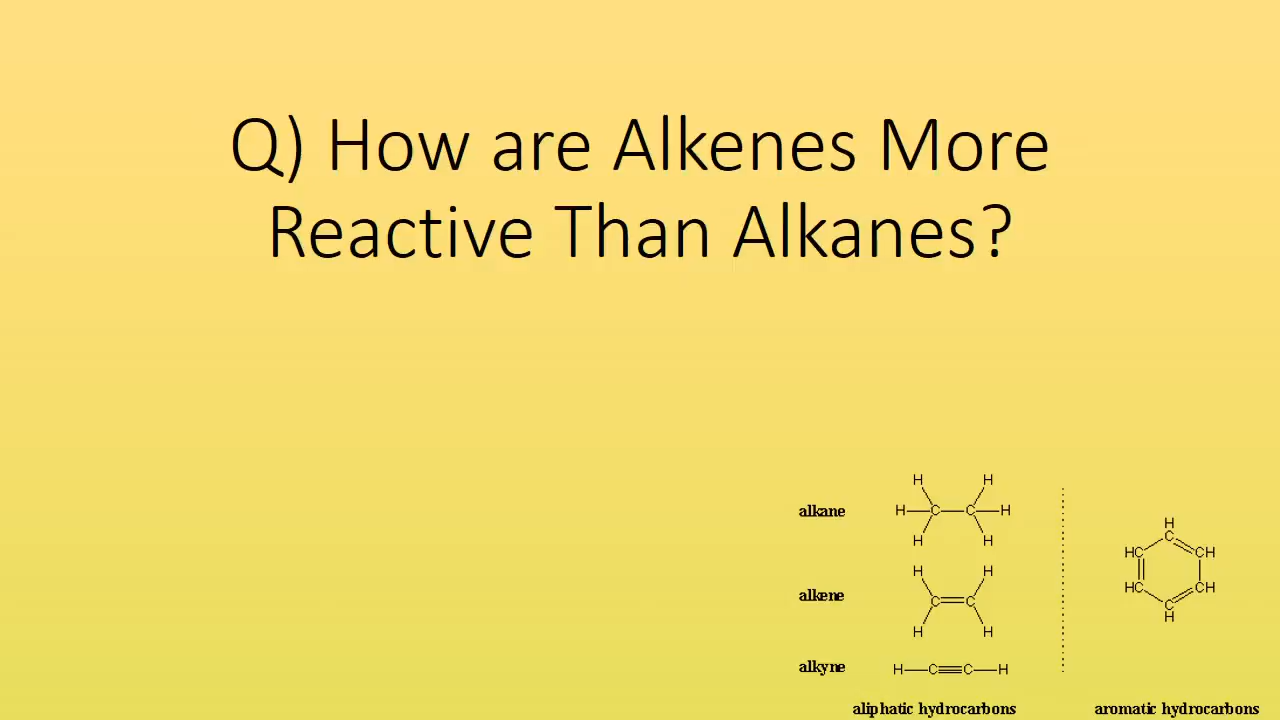 Q) How are Alkenes More
Reactive Than Alkanes?
alkane
H H
H C C H
H H
alkene
H H
C C
H H
alkyne
H C C H
aliphatic hydrocarbons
H
C
HC CH
HC CH
C
H
aromatic hydrocarbons